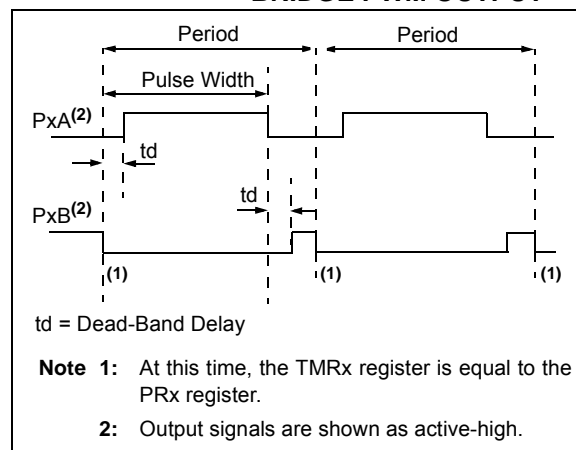 BRIDGE PWM OUTPUT
Period Period
Pulse Width
PxA(2)
td
td
PxB(2)
(1) (1) (1)
td = Dead-Band Delay
Note 1: At this time, the TMRx register is equal to the
PRx register.
2: Output signals are shown as active-high.